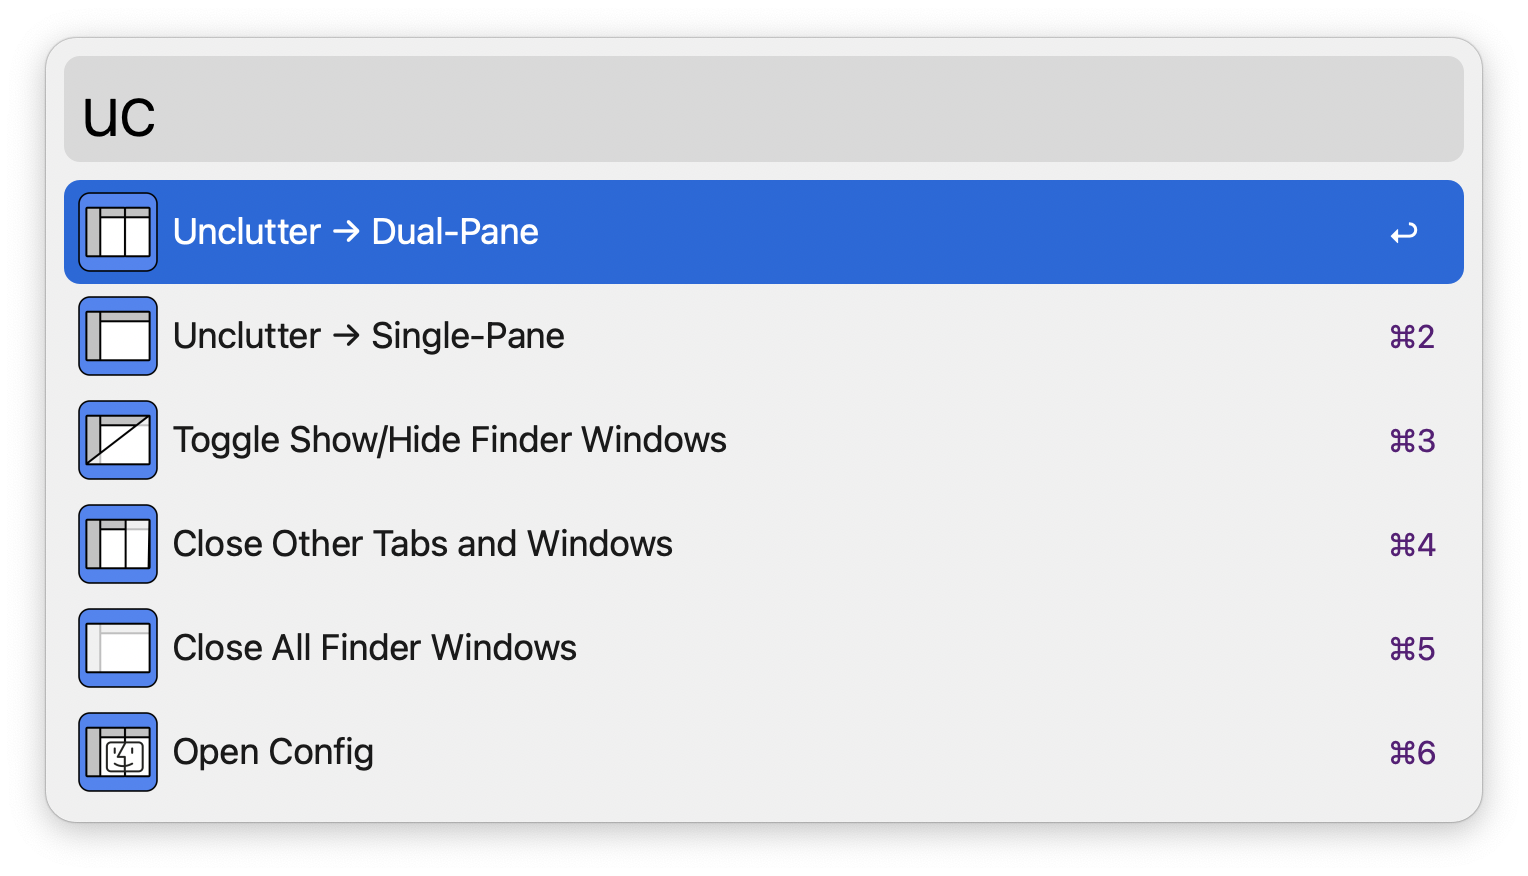 uc
Unclutter → Dual-Pane ↩
Unclutter → Single-Pane ⌘2
Toggle Show/Hide Finder Windows ⌘3
Close Other Tabs and Windows ⌘4
Close All Finder Windows ⌘5
Open Config ⌘6